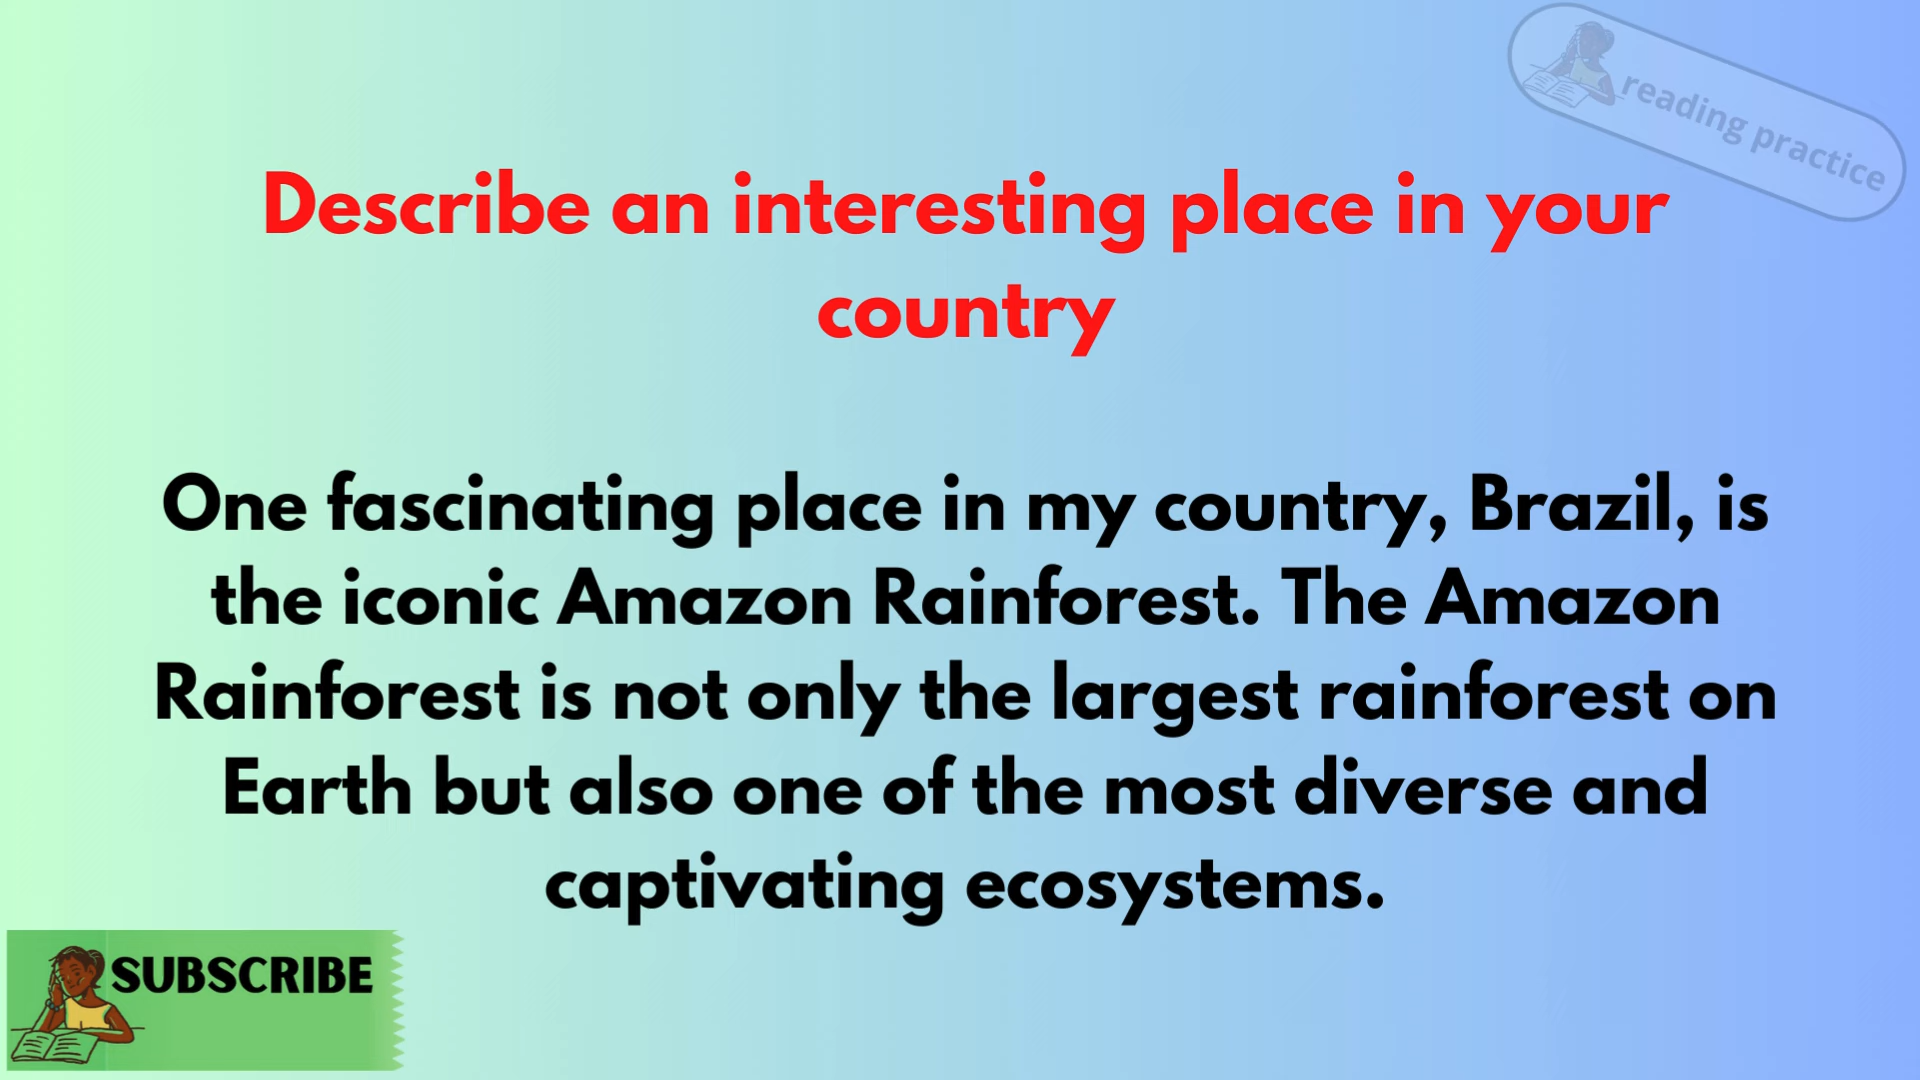 reading practice
Describe an interesting place in your
country
One fascinating place in my country, Brazil, is
the iconic Amazon Rainforest. The Amazon
Rainforest is not only the largest rainforest on
Earth but also one of the most diverse and
captivating ecosystems.
SUBSCRIBE